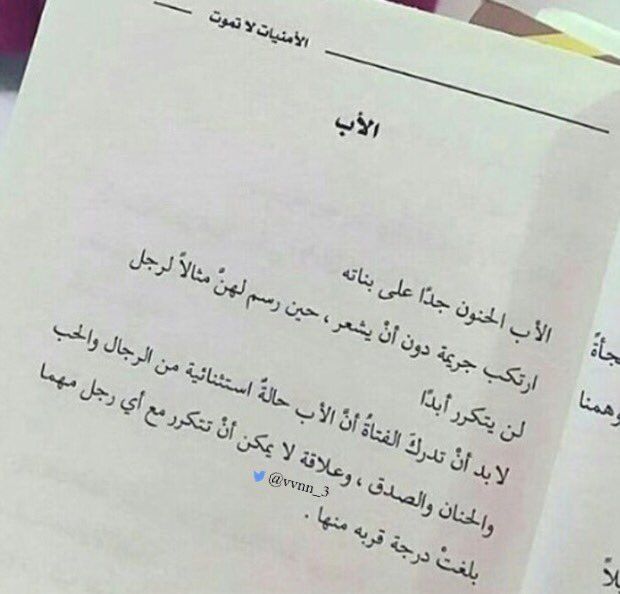 الأمنيات لا تموت
الأب
الأب الحنون جدًا على بناته
ارتكب جريمة دون أنْ يشعر ، حين رسم لهنْ مثالاً لرجل
لن يتكرر أبدًا
لا بد أنْ تدركَ الفتاةُ أنَّ الأب حالةُ استثنائية من الرجال والحب
والحنان والصدق ، وعلاقة لا يمكن أنْ تتكرر مع أي رجل مهما
بلغتْ درجة قربه منها .
@vvnn_3
وهمنا